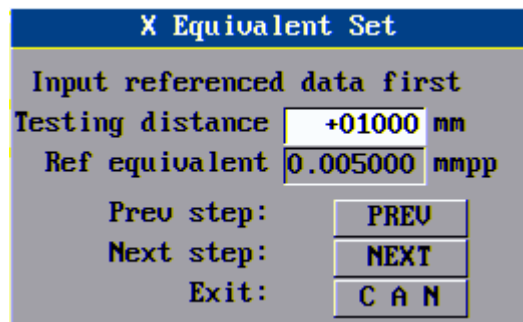 X Equivalent Set
Input referenced data first
Testing distance +01000 mm
Ref equivalent 0.005000 mmpp
Prev step: PREV
Next step: NEXT
Exit: C A N